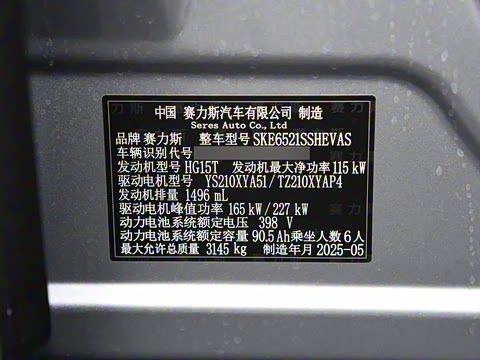 中国 赛力斯汽车有限公司 制造
Seres Auto Co., Ltd
品牌 赛力斯 整车型号 SKE6521SSHEVAS
车辆识别代号
发动机型号 HG15T 发动机最大净功率 115 kW
驱动电机型号 YS210XYA51/TZ210XYAP4
发动机排量 1496 mL
驱动电机峰值功率 165 kW/227 kW
动力电池系统额定电压 398 V
动力电池系统额定容量 90.5 Ah 乘坐人数 6人
最大允许总质量 3145 kg 制造年月 2025-05